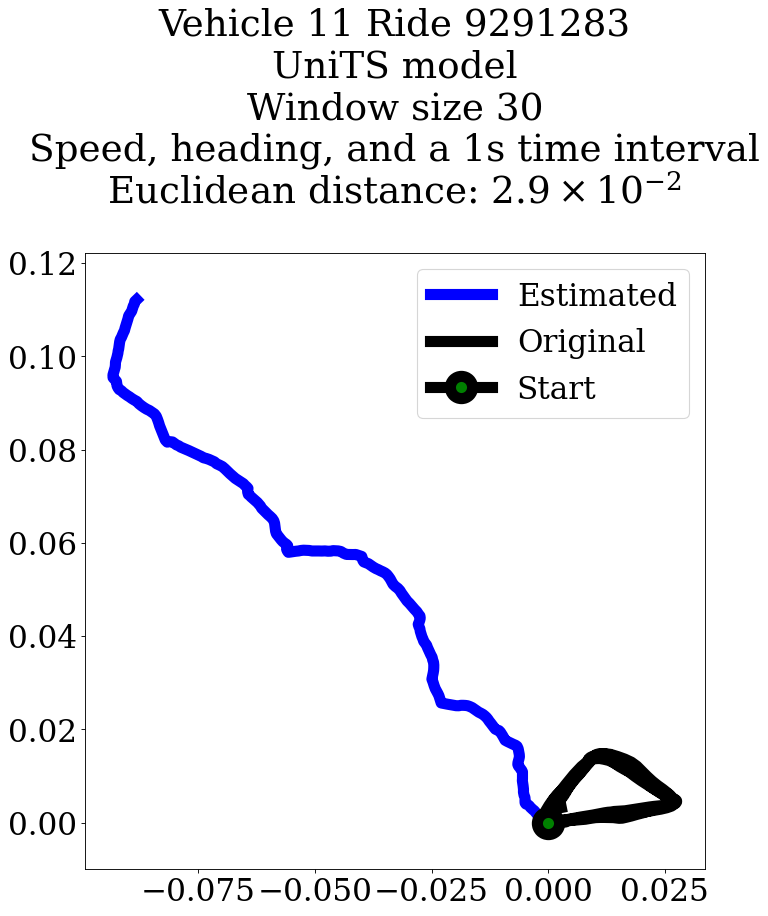 Vehicle 11 Ride 9291283
UniTS model
Window size 30
Speed, heading, and a 1s time interval
Euclidean distance: 2.9 × 10⁻²
0.12
0.10
0.08
0.06
0.04
0.02
0.00
Estimated
Original
Start
−0.075 −0.050 −0.025 0.000 0.025